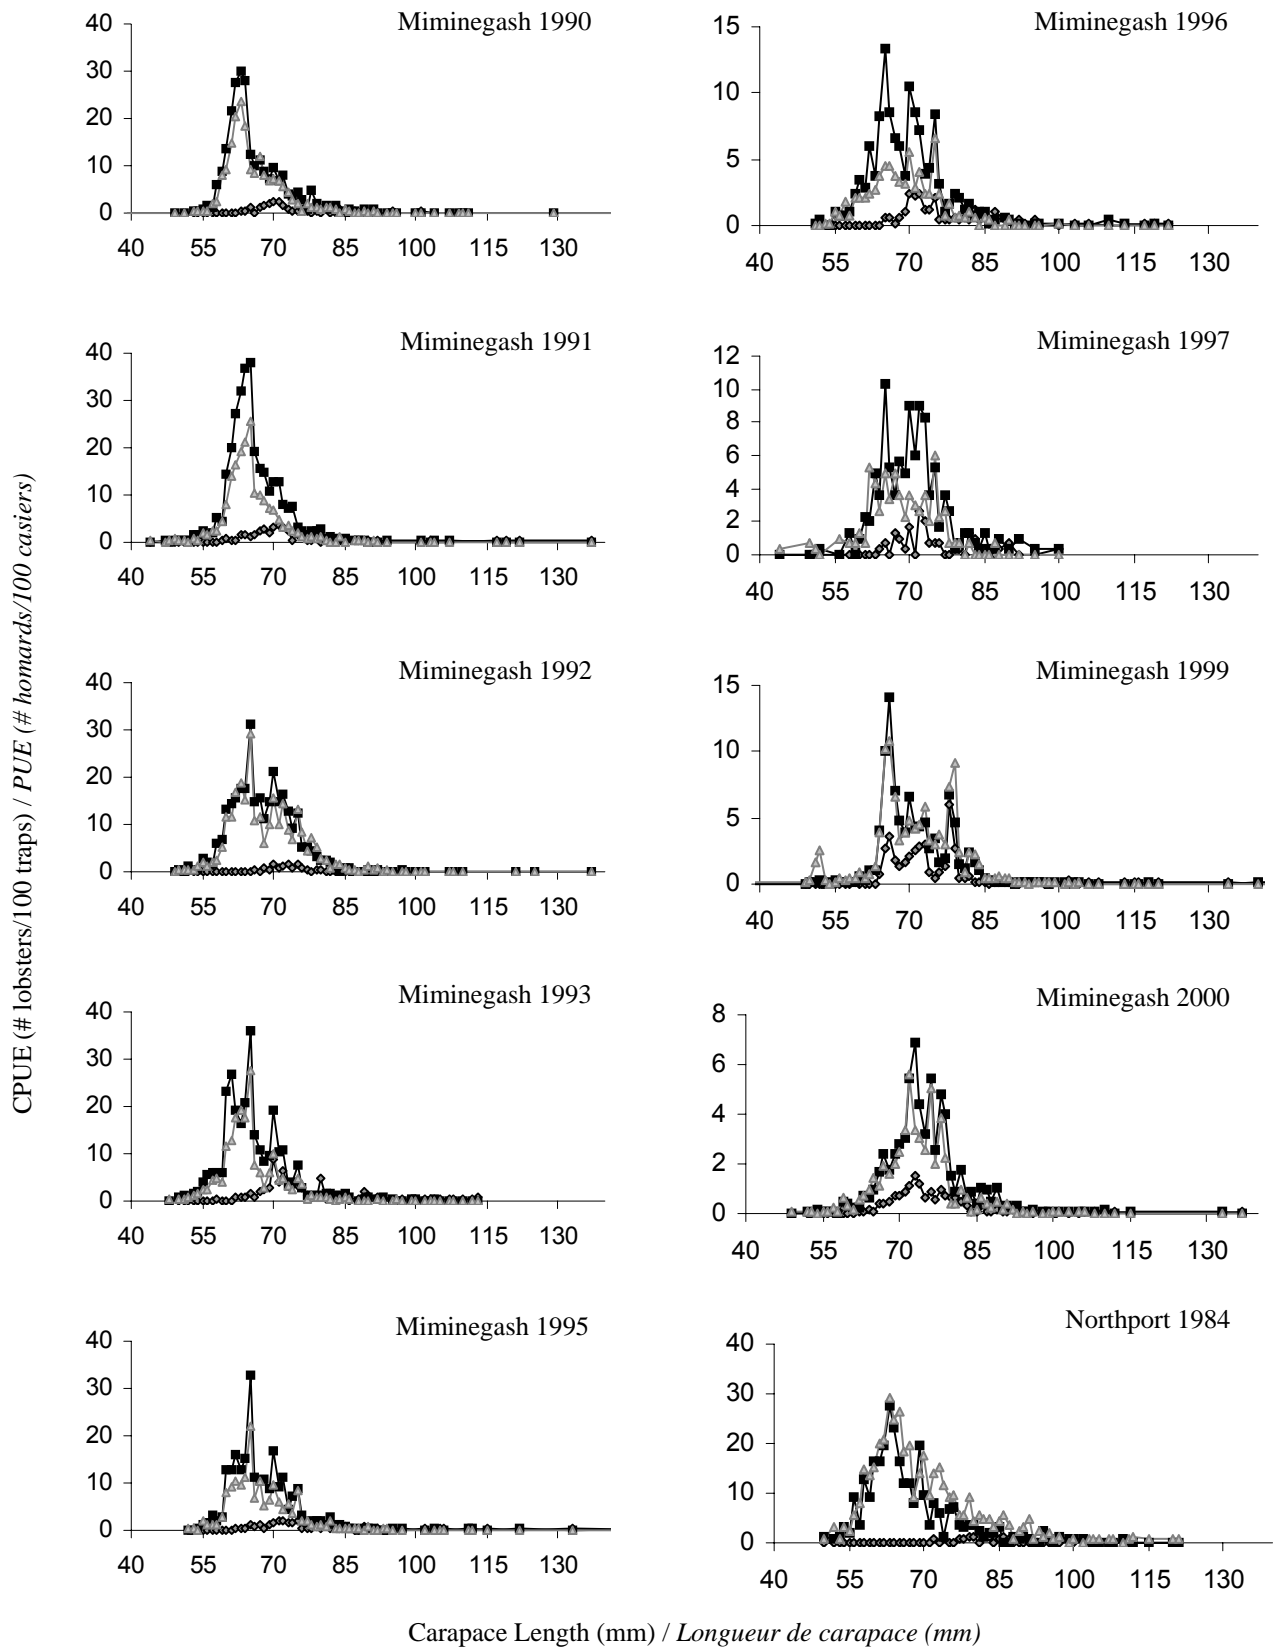 CPUE (# lobsters/100 traps) / PUE (# homards/100 casiers)
Miminegash 1990
40
30
20
10
0
40 55 70 85 100 115 130
Miminegash 1991
40
30
20
10
0
40 55 70 85 100 115 130
Miminegash 1992
40
30
20
10
0
40 55 70 85 100 115 130
Miminegash 1993
40
30
20
10
0
40 55 70 85 100 115 130
Miminegash 1995
40
30
20
10
0
40 55 70 85 100 115 130
Miminegash 1996
15
10
5
0
40 55 70 85 100 115 130
Miminegash 1997
12
10
8
6
4
2
0
40 55 70 85 100 115 130
Miminegash 1999
15
10
5
0
40 55 70 85 100 115 130
Miminegash 2000
8
6
4
2
0
40 55 70 85 100 115 130
Northport 1984
40
30
20
10
0
40 55 70 85 100 115 130
Carapace Length (mm) / Longueur de carapace (mm)